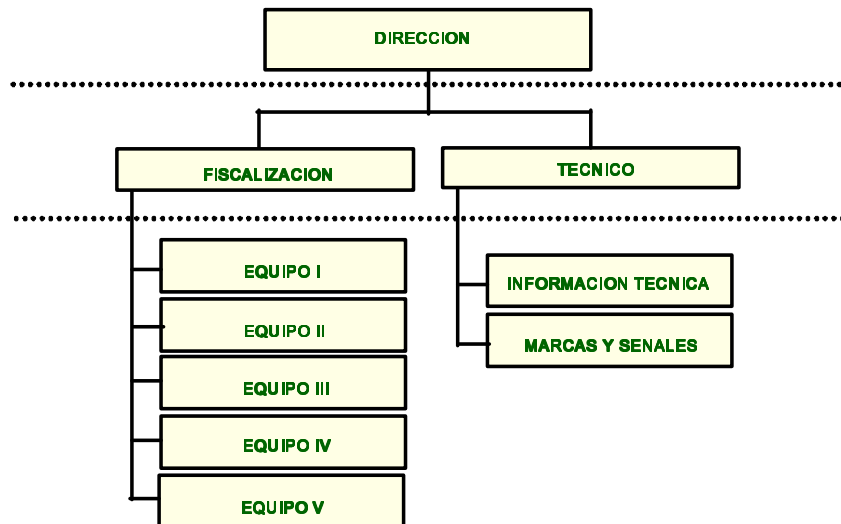 DIRECCION
FISCALIZACION
TECNICO
EQUIPO I
EQUIPO II
EQUIPO III
EQUIPO IV
EQUIPO V
INFORMACION TECNICA
MARCAS Y SENALES